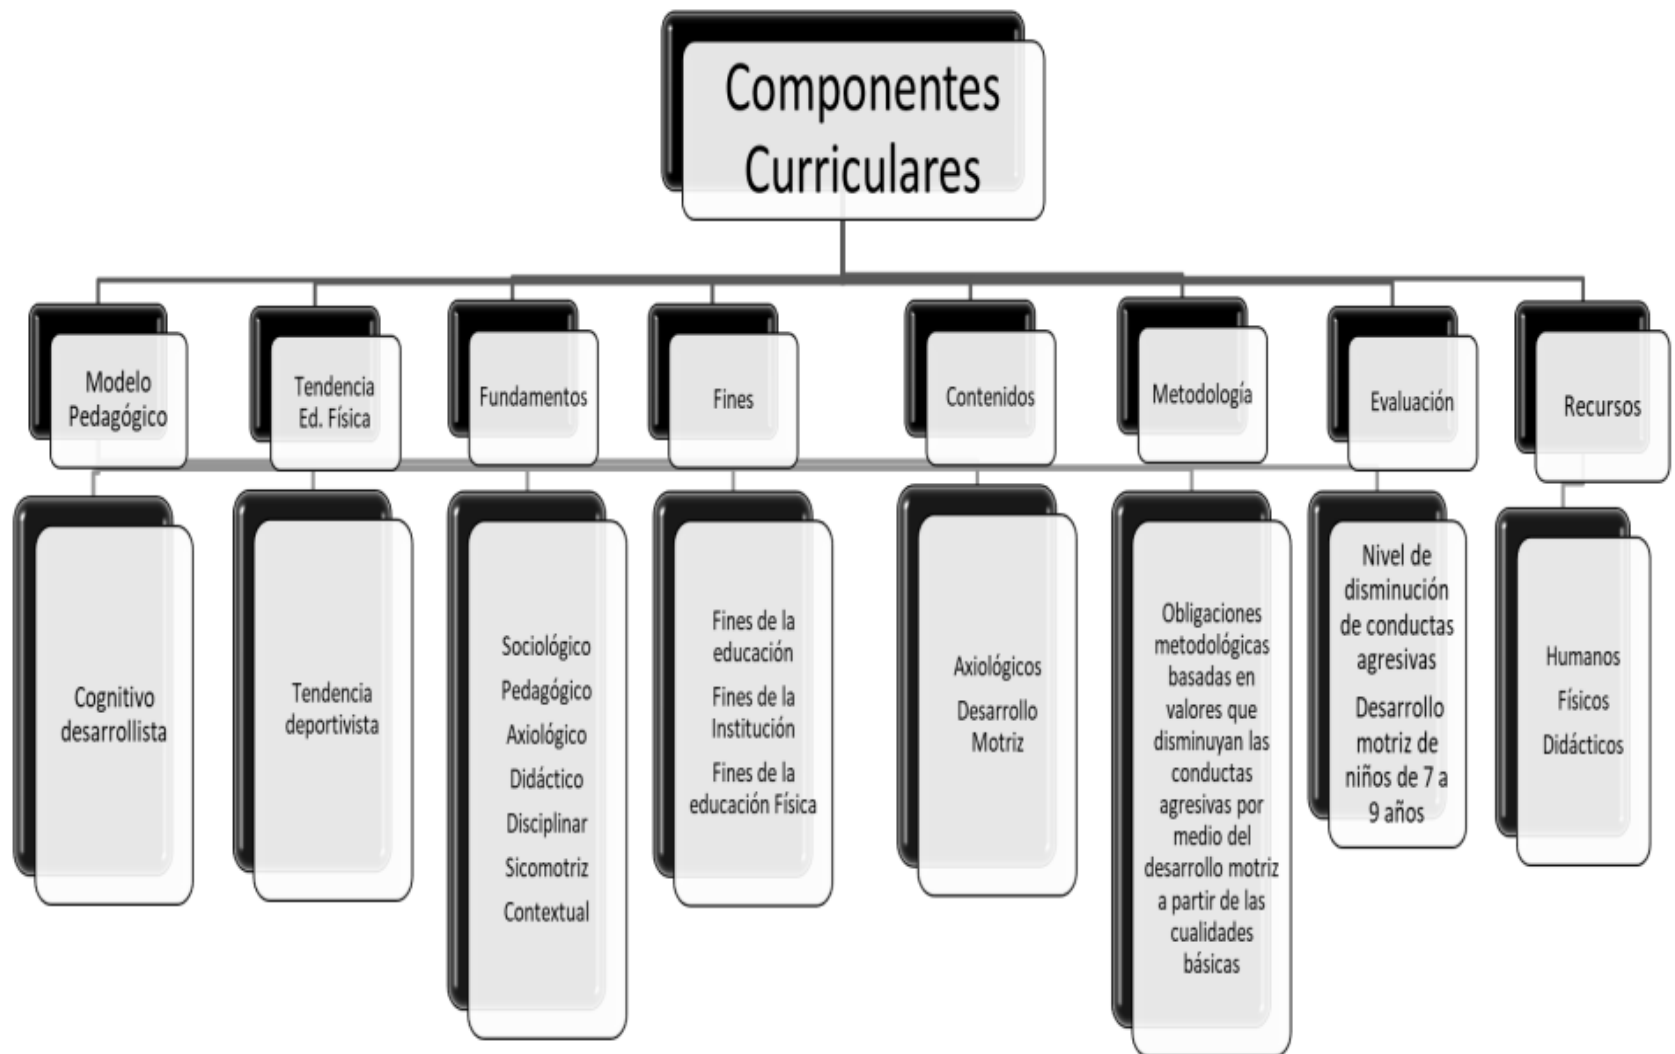 Componentes
Curriculares
Modelo
Pedagógico
Tendencia
Ed. Física
Fundamentos
Fines
Contenidos
Metodología
Evaluación
Recursos
Cognitivo
desarrollista
Tendencia
deportivista
Sociológico
Pedagógico
Axiológico
Didáctico
Disciplinar
Sicomotriz
Contextual
Fines de la
educación
Fines de la
Institución
Fines de la
educación Física
Axiológicos
Desarrollo
Motriz
Obligaciones
metodológicas
basadas en
valores que
disminuyan las
conductas
agresivas por
medio del
desarrollo motriz
a partir de las
cualidades
básicas
Nivel de
disminución
de conductas
agresivas
Desarrollo
motriz de
niños de 7 a
9 años
Humanos
Físicos
Didácticos